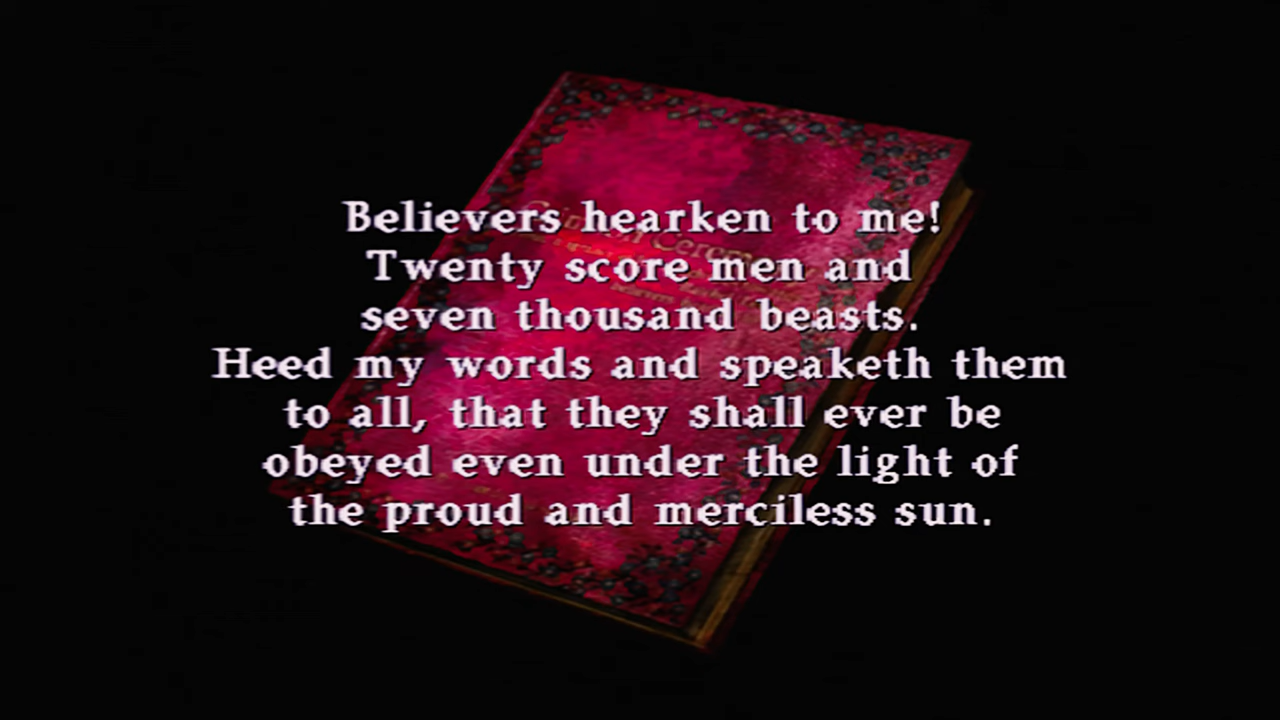 Believers hearken to me!
Twenty score men and
seven thousand beasts.
Heed my words and speaketh them
to all, that they shall ever be
obeyed even under the light of
the proud and merciless sun.